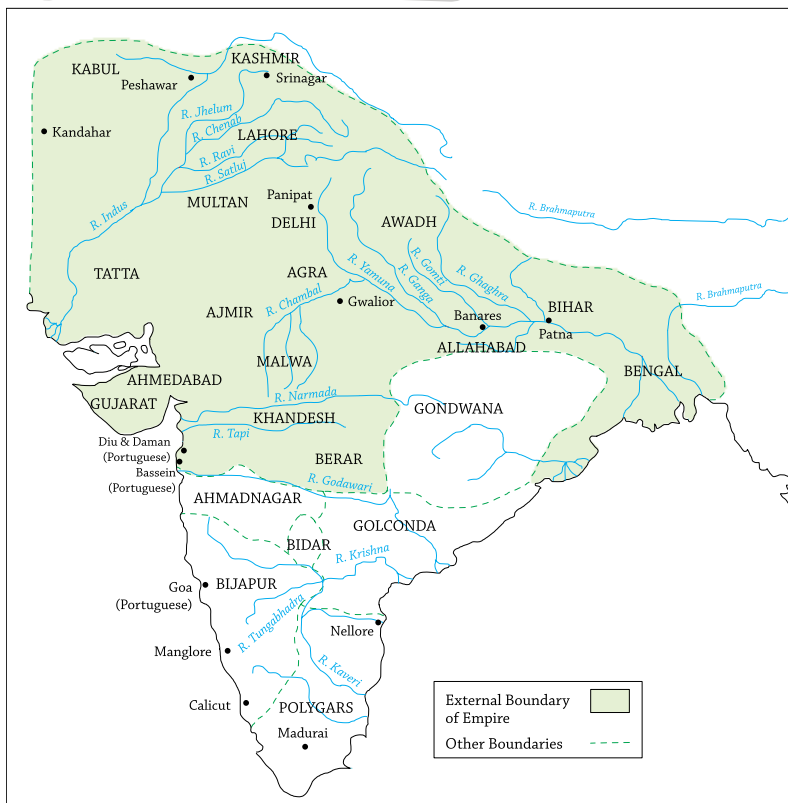 KASHMIR
KABUL
Peshawar
Srinagar
R. Jhelum
R. Chenab
Kandahar
LAHORE
R. Ravi
R. Satluj
Panipat
MULTAN
R. Indus
DELHI
AWADH
R. Brahmaputra
TATTA
AGRA
R. Yamuna
R. Ganga
R. Gomti
R. Ghaghra
R. Brahmaputra
R. Chambal
Gwalior
AJMIR
Banares
BIHAR
Patna
ALLAHABAD
MALWA
BENGAL
AHMEDABAD
GUJARAT
R. Narmada
GONDWANA
KHANDESH
R. Tapi
Diu & Daman
(Portuguese)
Bassein
(Portuguese)
BERAR
R. Godawari
AHMADNAGAR
GOLCONDA
BIDAR
R. Krishna
Goa
(Portuguese)
BIJAPUR
R. Tungabhadra
Nellore
Manglore
R. Kaveri
Calicut
POLYGARS
Madurai
External Boundary
of Empire
Other Boundaries